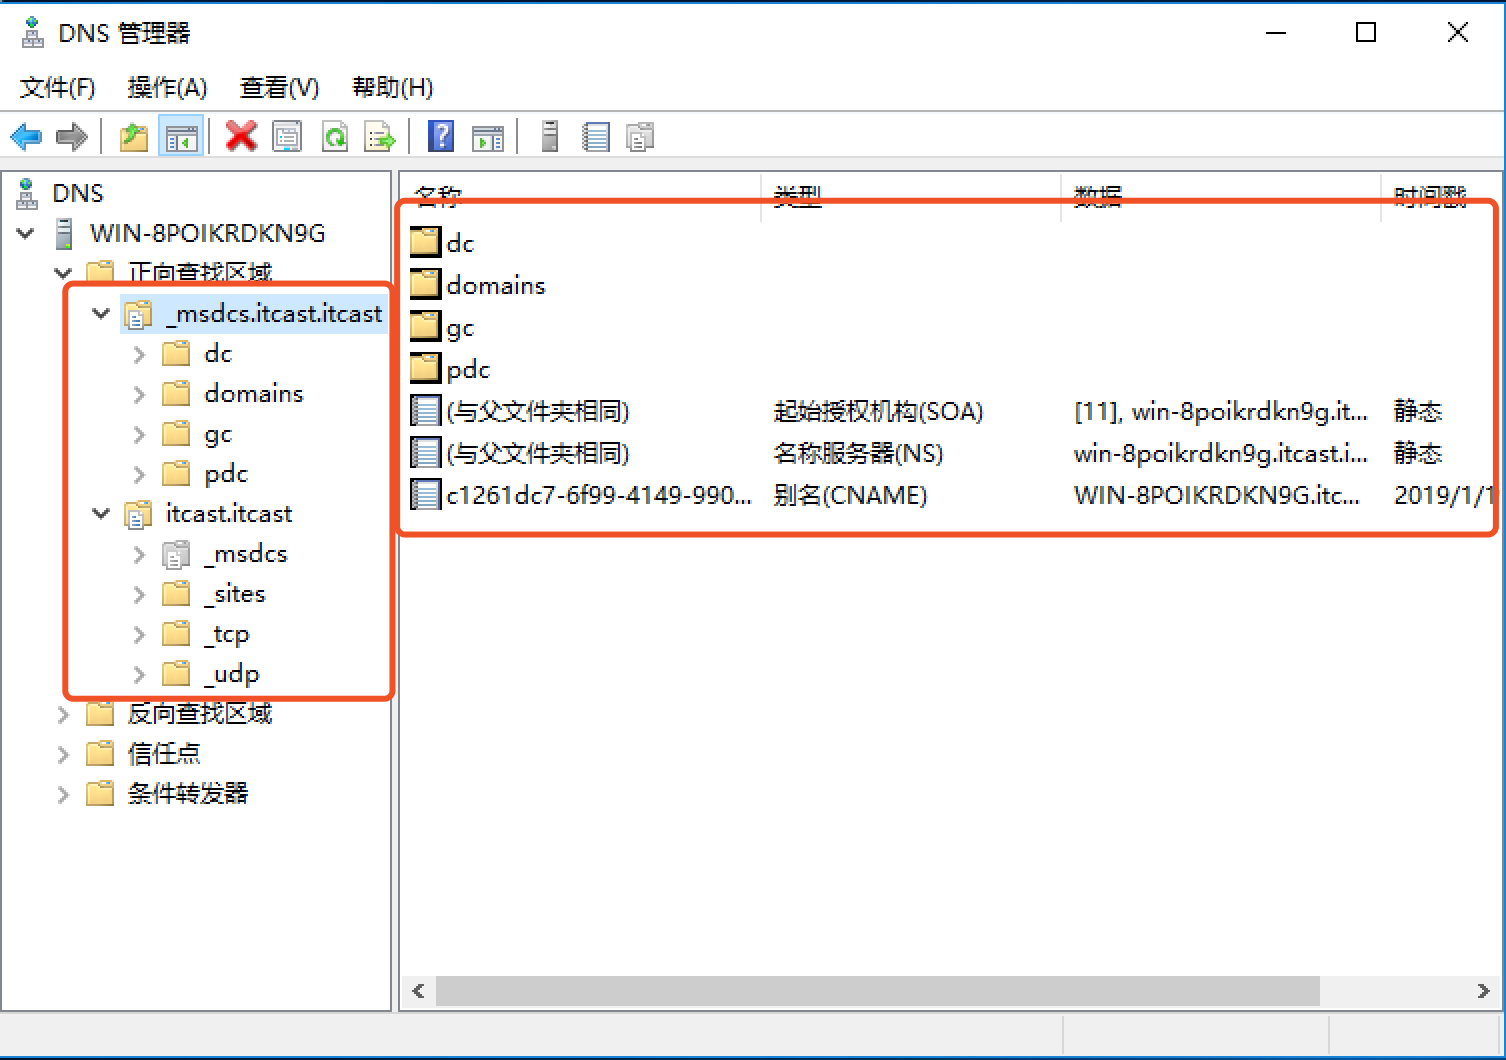 DNS 管理器
文件(F) 操作(A) 查看(V) 帮助(H)
DNS
WIN-8POIKRDKN9G
正向查找区域
_msdcs.itcast.itcast
dc
domains
gc
pdc
itcast.itcast
_msdcs
_sites
_tcp
_udp
反向查找区域
信任点
条件转发器
名称 类型 数据 时间戳
dc
domains
gc
pdc
(与父文件夹相同) 起始授权机构(SOA) [11], win-8poikrdkn9g.it... 静态
(与父文件夹相同) 名称服务器(NS) win-8poikrdkn9g.itcast.i... 静态
c1261dc7-6f99-4149-990... 别名(CNAME) WIN-8POIKRDKN9G.itc... 2019/1/1